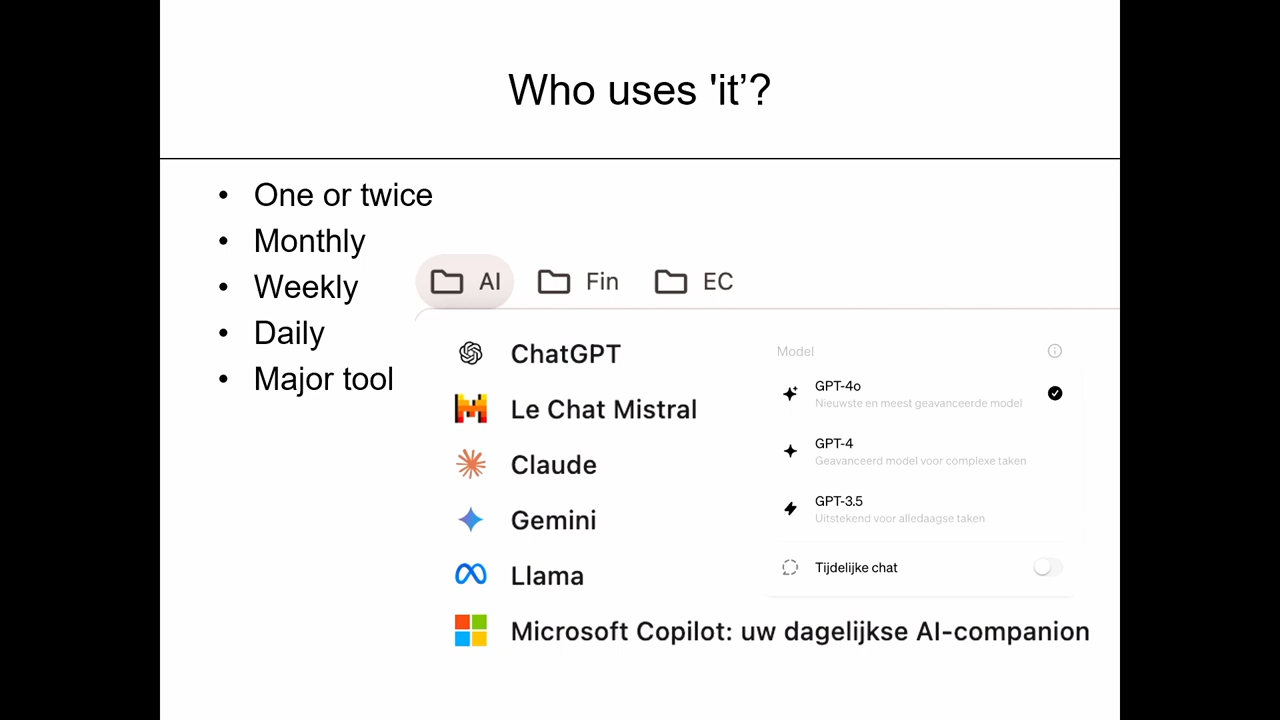 Who uses 'it’?
• One or twice
• Monthly
• Weekly
• Daily
• Major tool
AI Fin EC
ChatGPT
Le Chat Mistral
Claude
Gemini
Llama
Microsoft Copilot: uw dagelijkse AI-companion
Model
GPT-4o
Nieuwste en meest geavanceerde model
GPT-4
Geavanceerd model voor complexe taken
GPT-3.5
Uitstekend voor alledaagse taken
Tijdelijke chat